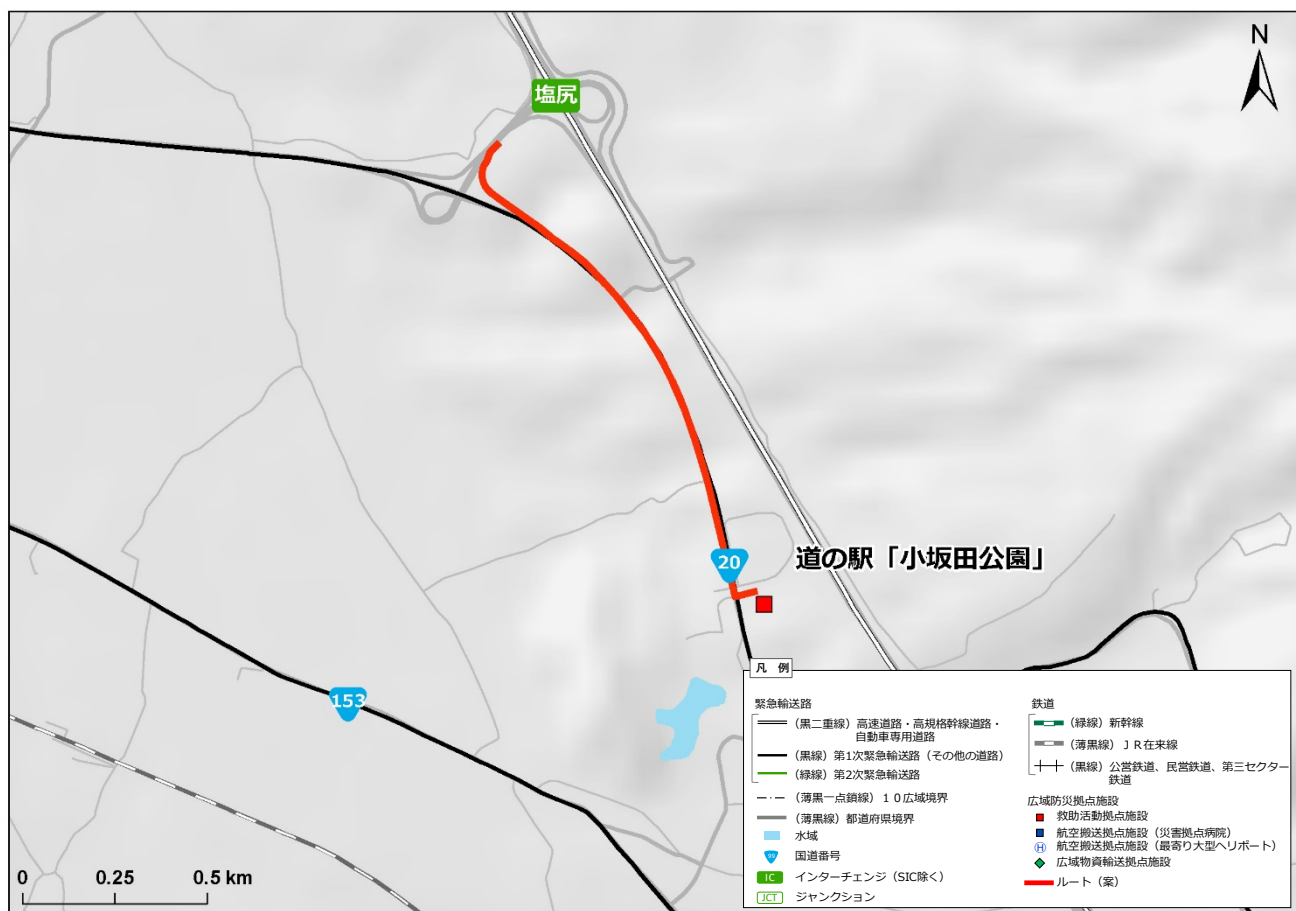 N
塩尻
道の駅「小坂田公園」
20
153
凡 例
緊急輸送路
(黒二重線)高速道路・高規格幹線道路・
自動車専用道路
(黒線)第1次緊急輸送路(その他の道路)
(緑線)第2次緊急輸送路
(薄黒一点鎖線)10広域境界
(薄黒線)都道府県境界
水域
99 国道番号
IC インターチェンジ(SIC除く)
JCT ジャンクション
鉄道
(緑線)新幹線
(薄黒線)JR在来線
(黒線)公営鉄道、民営鉄道、第三セクター
鉄道
広域防災拠点施設
救助活動拠点施設
航空搬送拠点施設(災害拠点病院)
H 航空搬送拠点施設(最寄り大型ヘリポート)
広域物資輸送拠点施設
ルート(案)
0 0.25 0.5 km